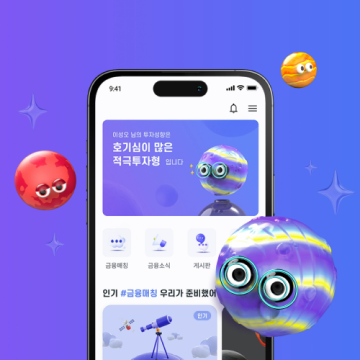 9:41
이성오 님의 투자성향은
호기심이 많은
적극투자형 입니다
금융매칭 금융소식 게시판
인기 #금융매칭 우리가 준비했어
인기